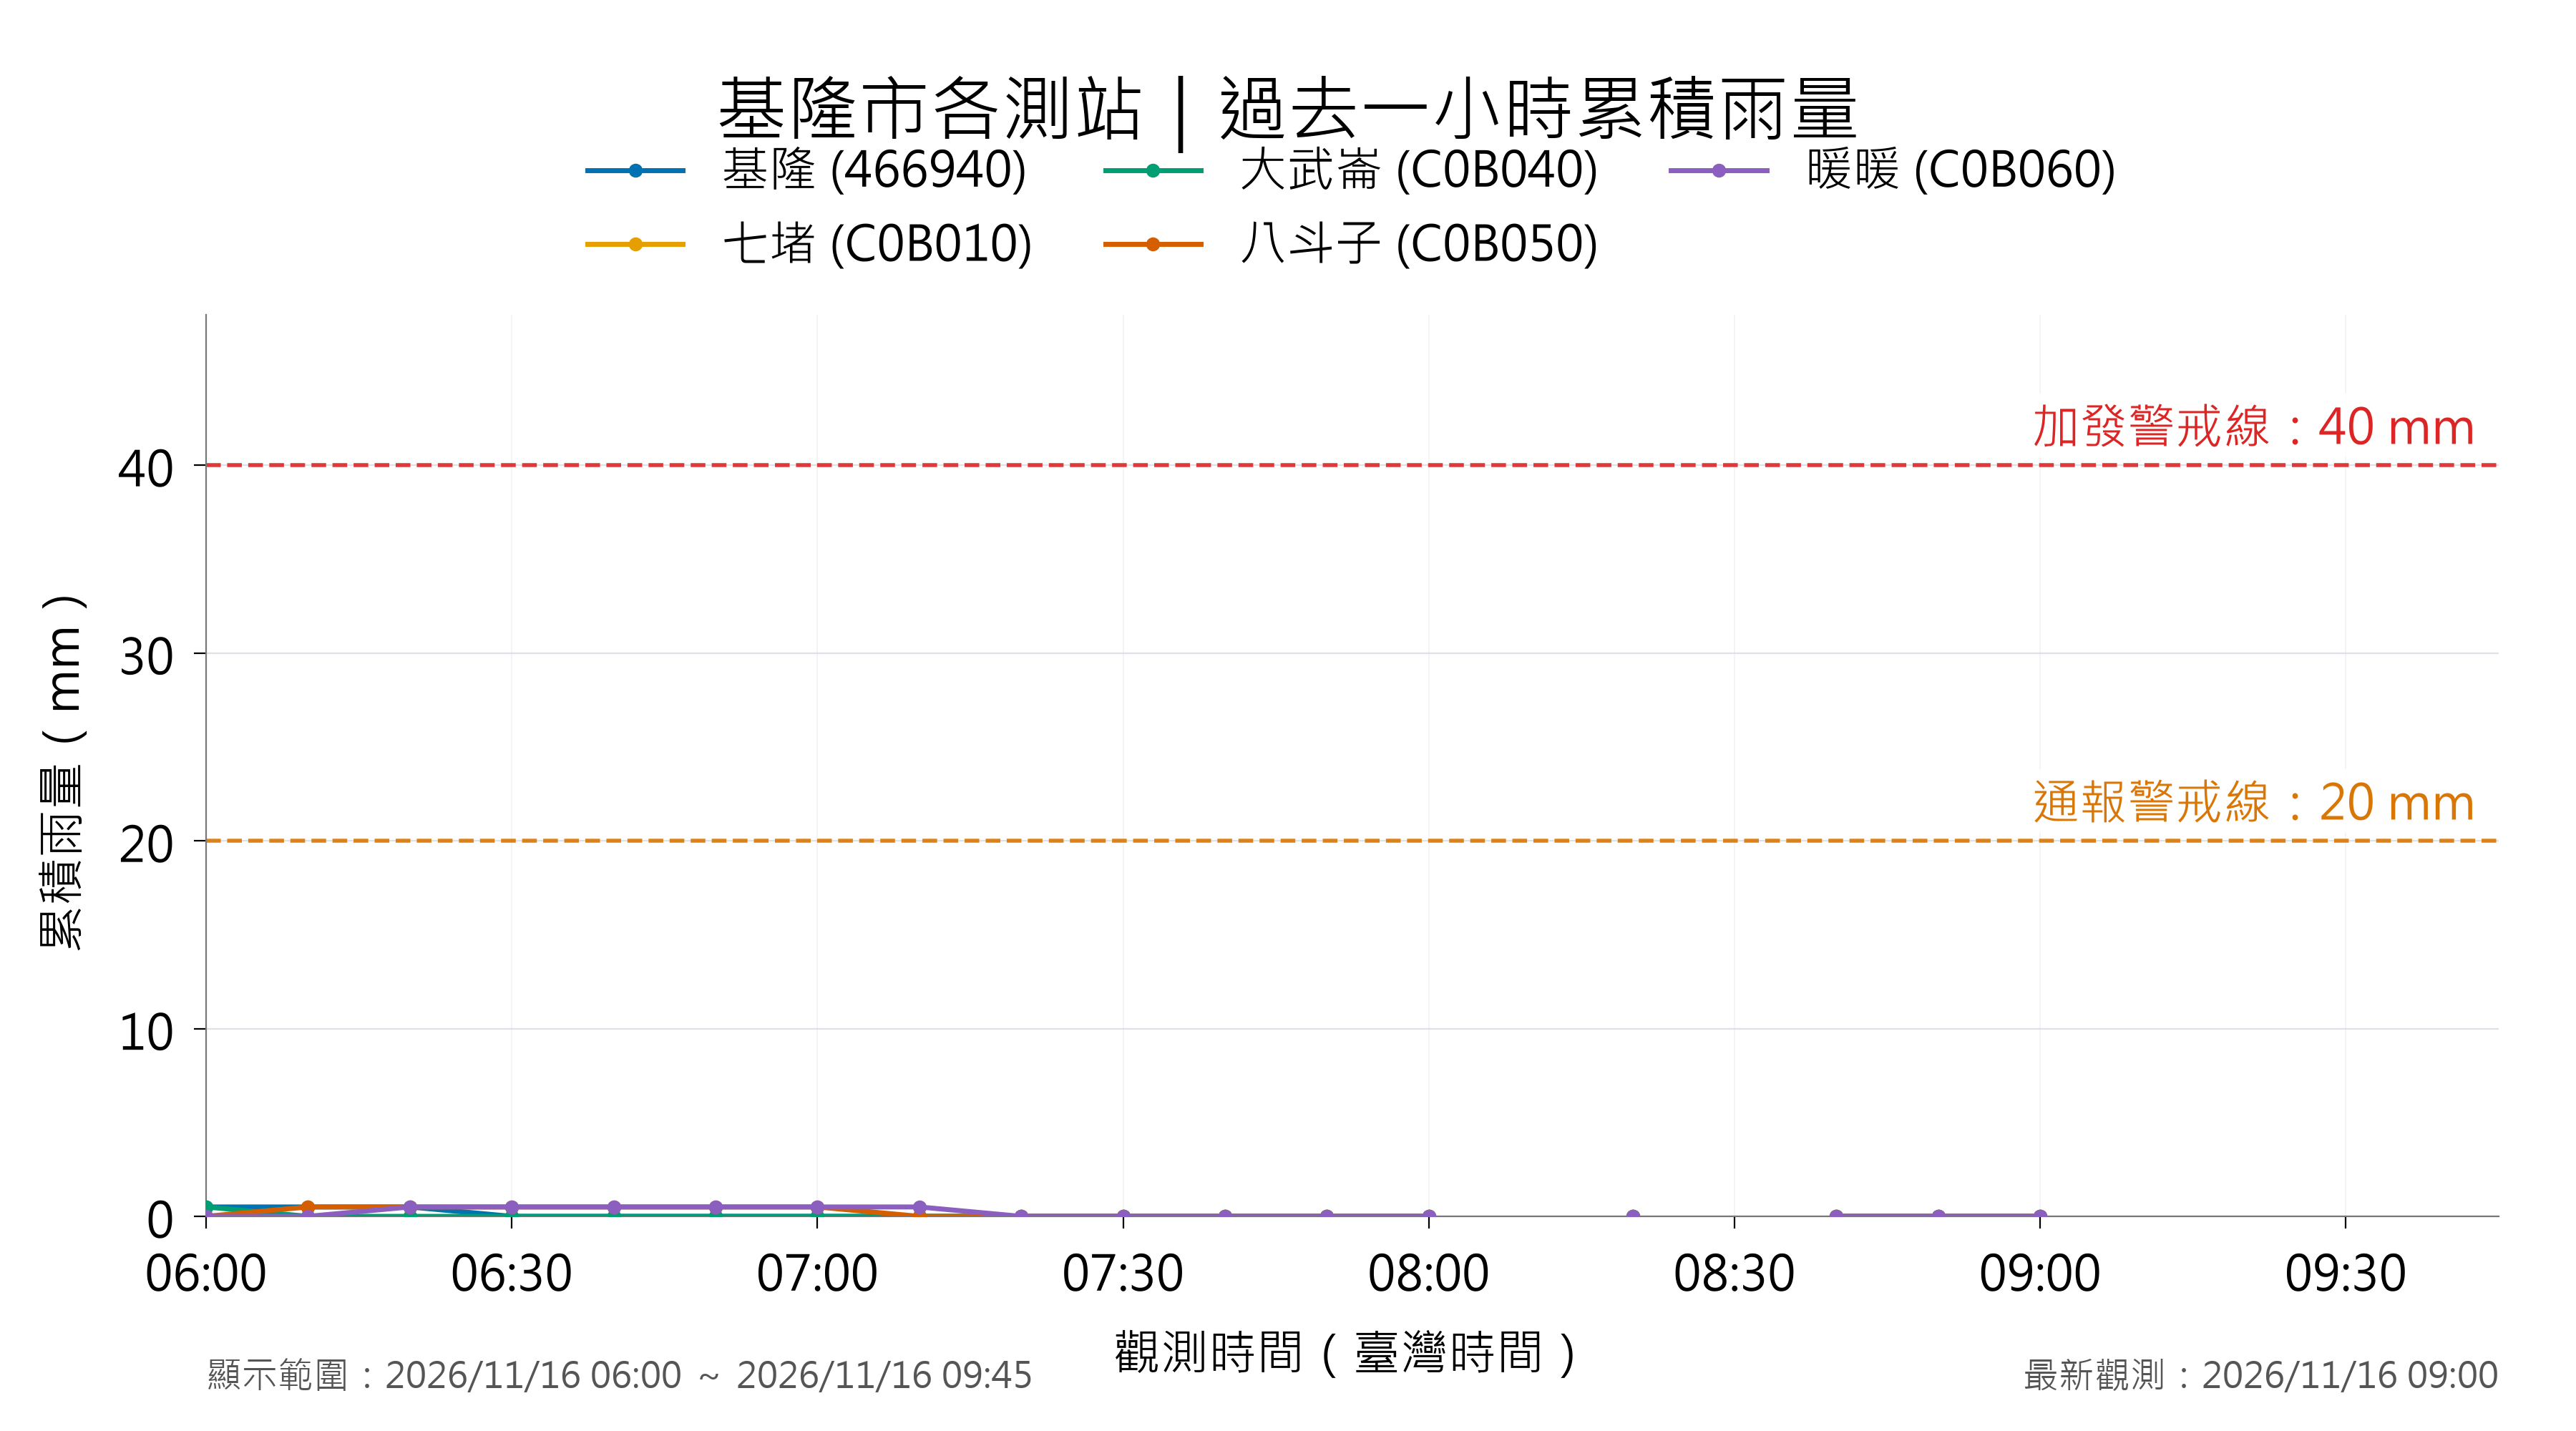 基隆市各測站｜過去一小時累積雨量
基隆 (466940)
大武崙 (C0B040)
暖暖 (C0B060)
七堵 (C0B010)
八斗子 (C0B050)
加發警戒線：40 mm
通報警戒線：20 mm
累積雨量（mm）
40
30
20
10
0
06:00
06:30
07:00
07:30
08:00
08:30
09:00
09:30
觀測時間（臺灣時間）
顯示範圍：2026/11/16 06:00 ~ 2026/11/16 09:45
最新觀測：2026/11/16 09:00